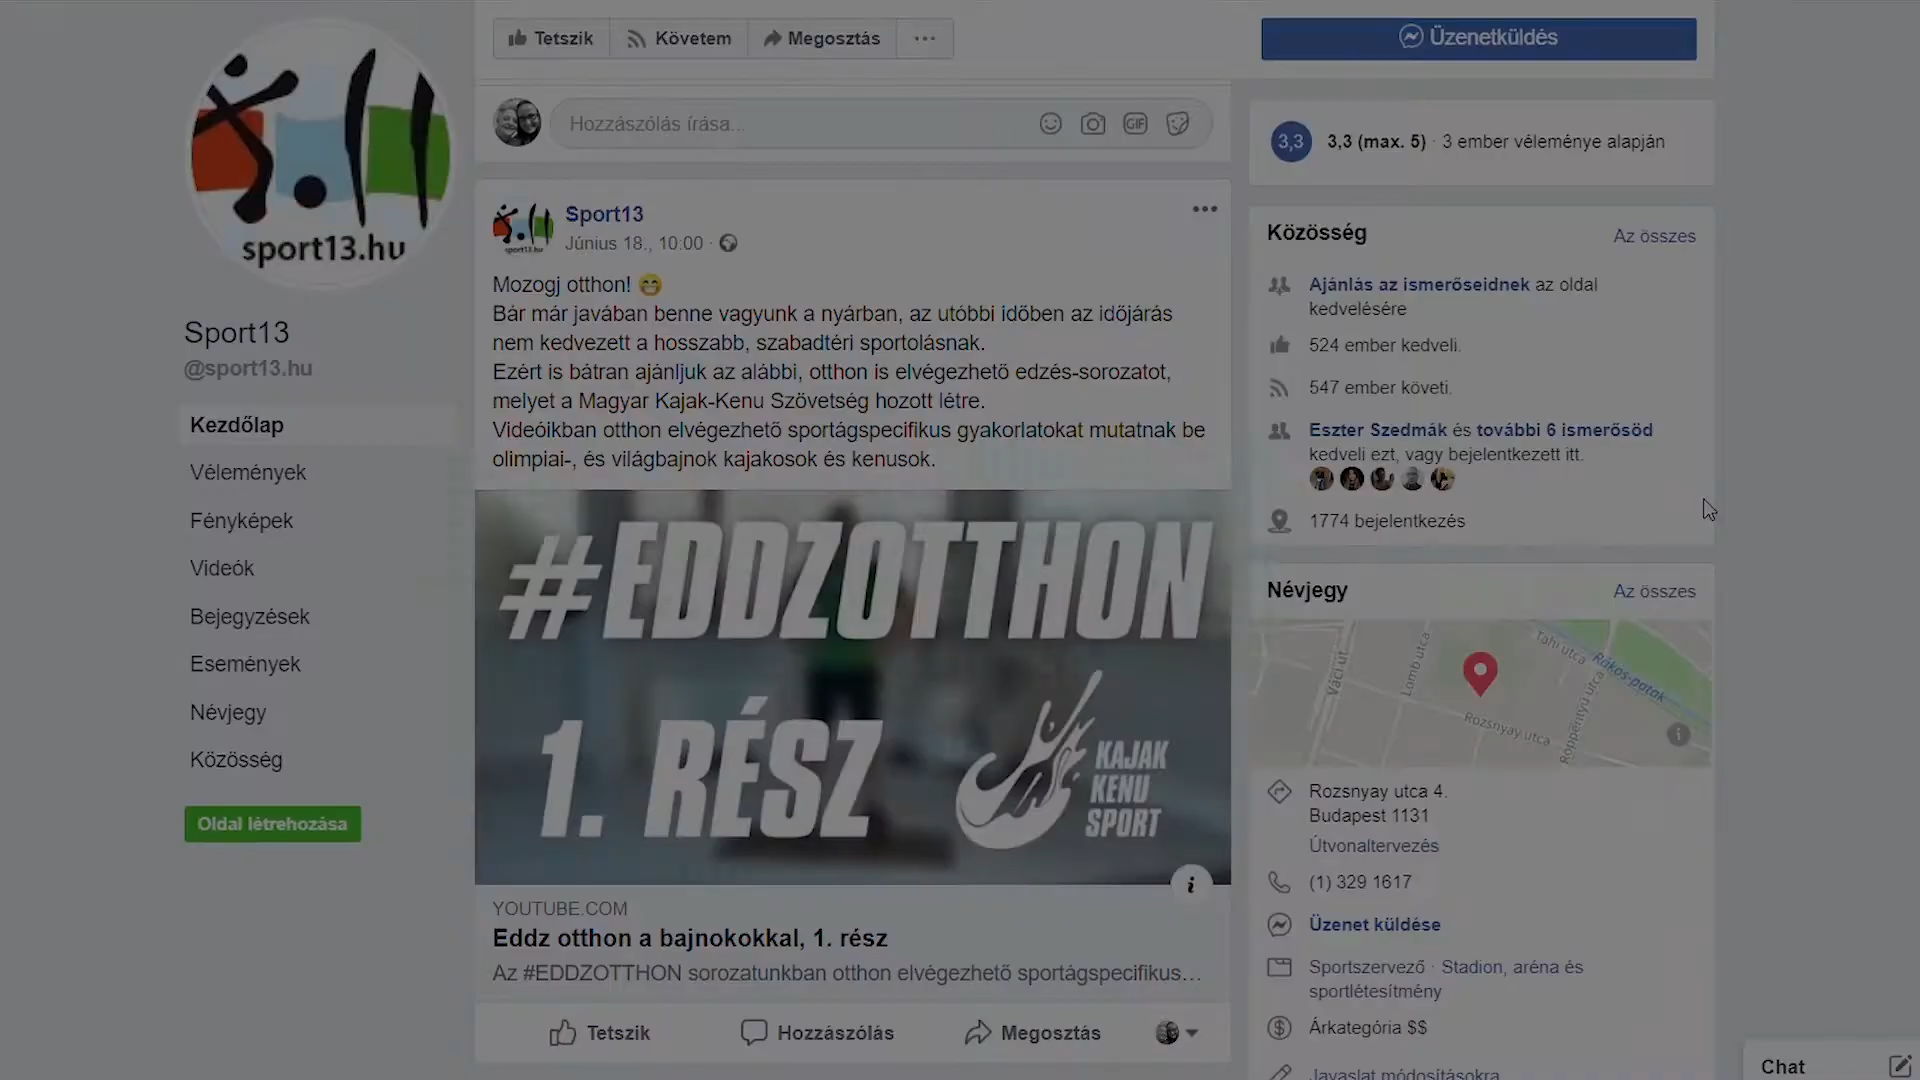 sport13.hu
Sport13
@sport13.hu
Kezdőlap
Vélemények
Fényképek
Videók
Bejegyzések
Események
Névjegy
Közösség
Oldal létrehozása
Tetszik
Követem
Megosztás
Hozzászólás írása...
GIF
sport13.hu
Sport13
Június 18., 10:00 ·
Mozogj otthon!
Bár már javában benne vagyunk a nyárban, az utóbbi időben az időjárás
nem kedvezett a hosszabb, szabadtéri sportolásnak.
Ezért is bátran ajánljuk az alábbi, otthon is elvégezhető edzés-sorozatot,
melyet a Magyar Kajak-Kenu Szövetség hozott létre.
Videóikban otthon elvégezhető sportágspecifikus gyakorlatokat mutatnak be
olimpiai-, és világbajnok kajakosok és kenusok.
#EDDZOTTHON
1. RÉSZ
KAJAK
KENU
SPORT
YOUTUBE.COM
Eddz otthon a bajnokokkal, 1. rész
Az #EDDZOTTHON sorozatunkban otthon elvégezhető sportágspecifikus...
Tetszik
Hozzászólás
Megosztás
Üzenetküldés
3,3
3,3 (max. 5) · 3 ember véleménye alapján
Közösség
Az összes
Ajánlás az ismerőseidnek az oldal
kedvelésére
524 ember kedveli.
547 ember követi.
Eszter Szedmák és további 6 ismerősöd
kedveli ezt, vagy bejelentkezett itt.
1774 bejelentkezés
Névjegy
Az összes
Váci út
Lomb utca
Tahi utca
Rákos-patak
Rozsnyay utca
Röppentyű utca
Rozsnyay utca 4.
Budapest 1131
Útvonaltervezés
(1) 329 1617
Üzenet küldése
Sportszervező · Stadion, aréna és
sportlétesítmény
Árkategória $$
Javaslat módosításokra
Chat